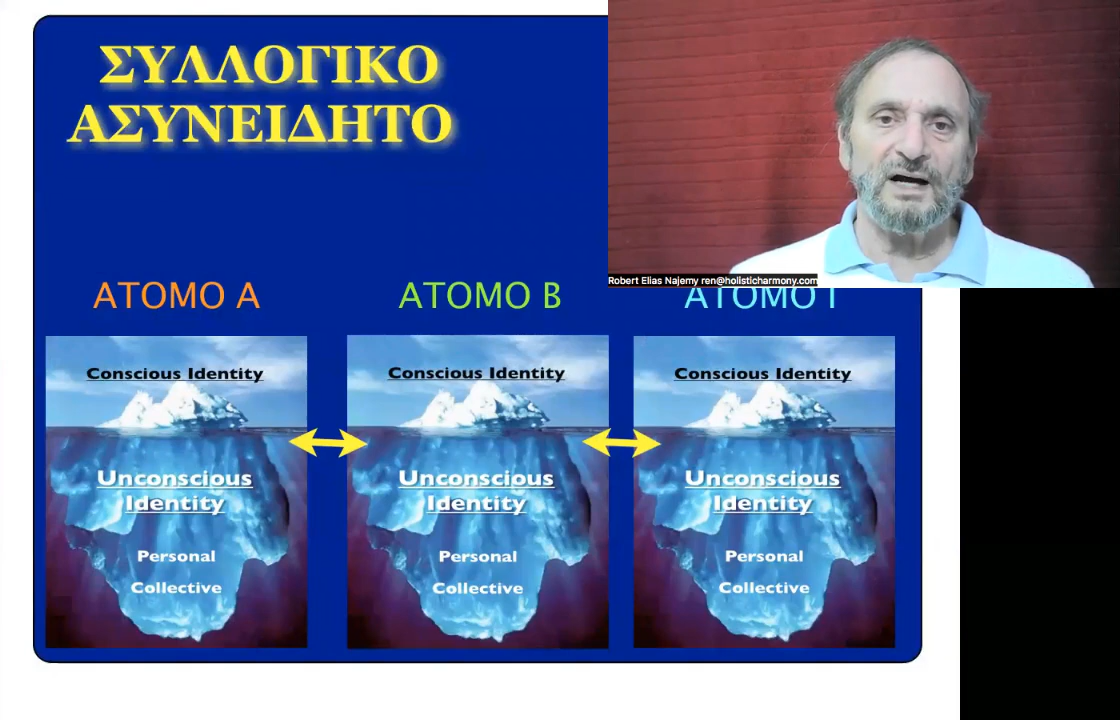 ΣΥΛΛΟΓΙΚΟ
ΑΣΥΝΕΙΔΗΤΟ
Robert Elias Najemy ren@holisticharmony.com
ΑΤΟΜΟ Α
ΑΤΟΜΟ Β
ΑΤΟΜΟ Γ
Conscious Identity
Conscious Identity
Conscious Identity
Unconscious
Identity
Unconscious
Identity
Unconscious
Identity
Personal
Collective
Personal
Collective
Personal
Collective